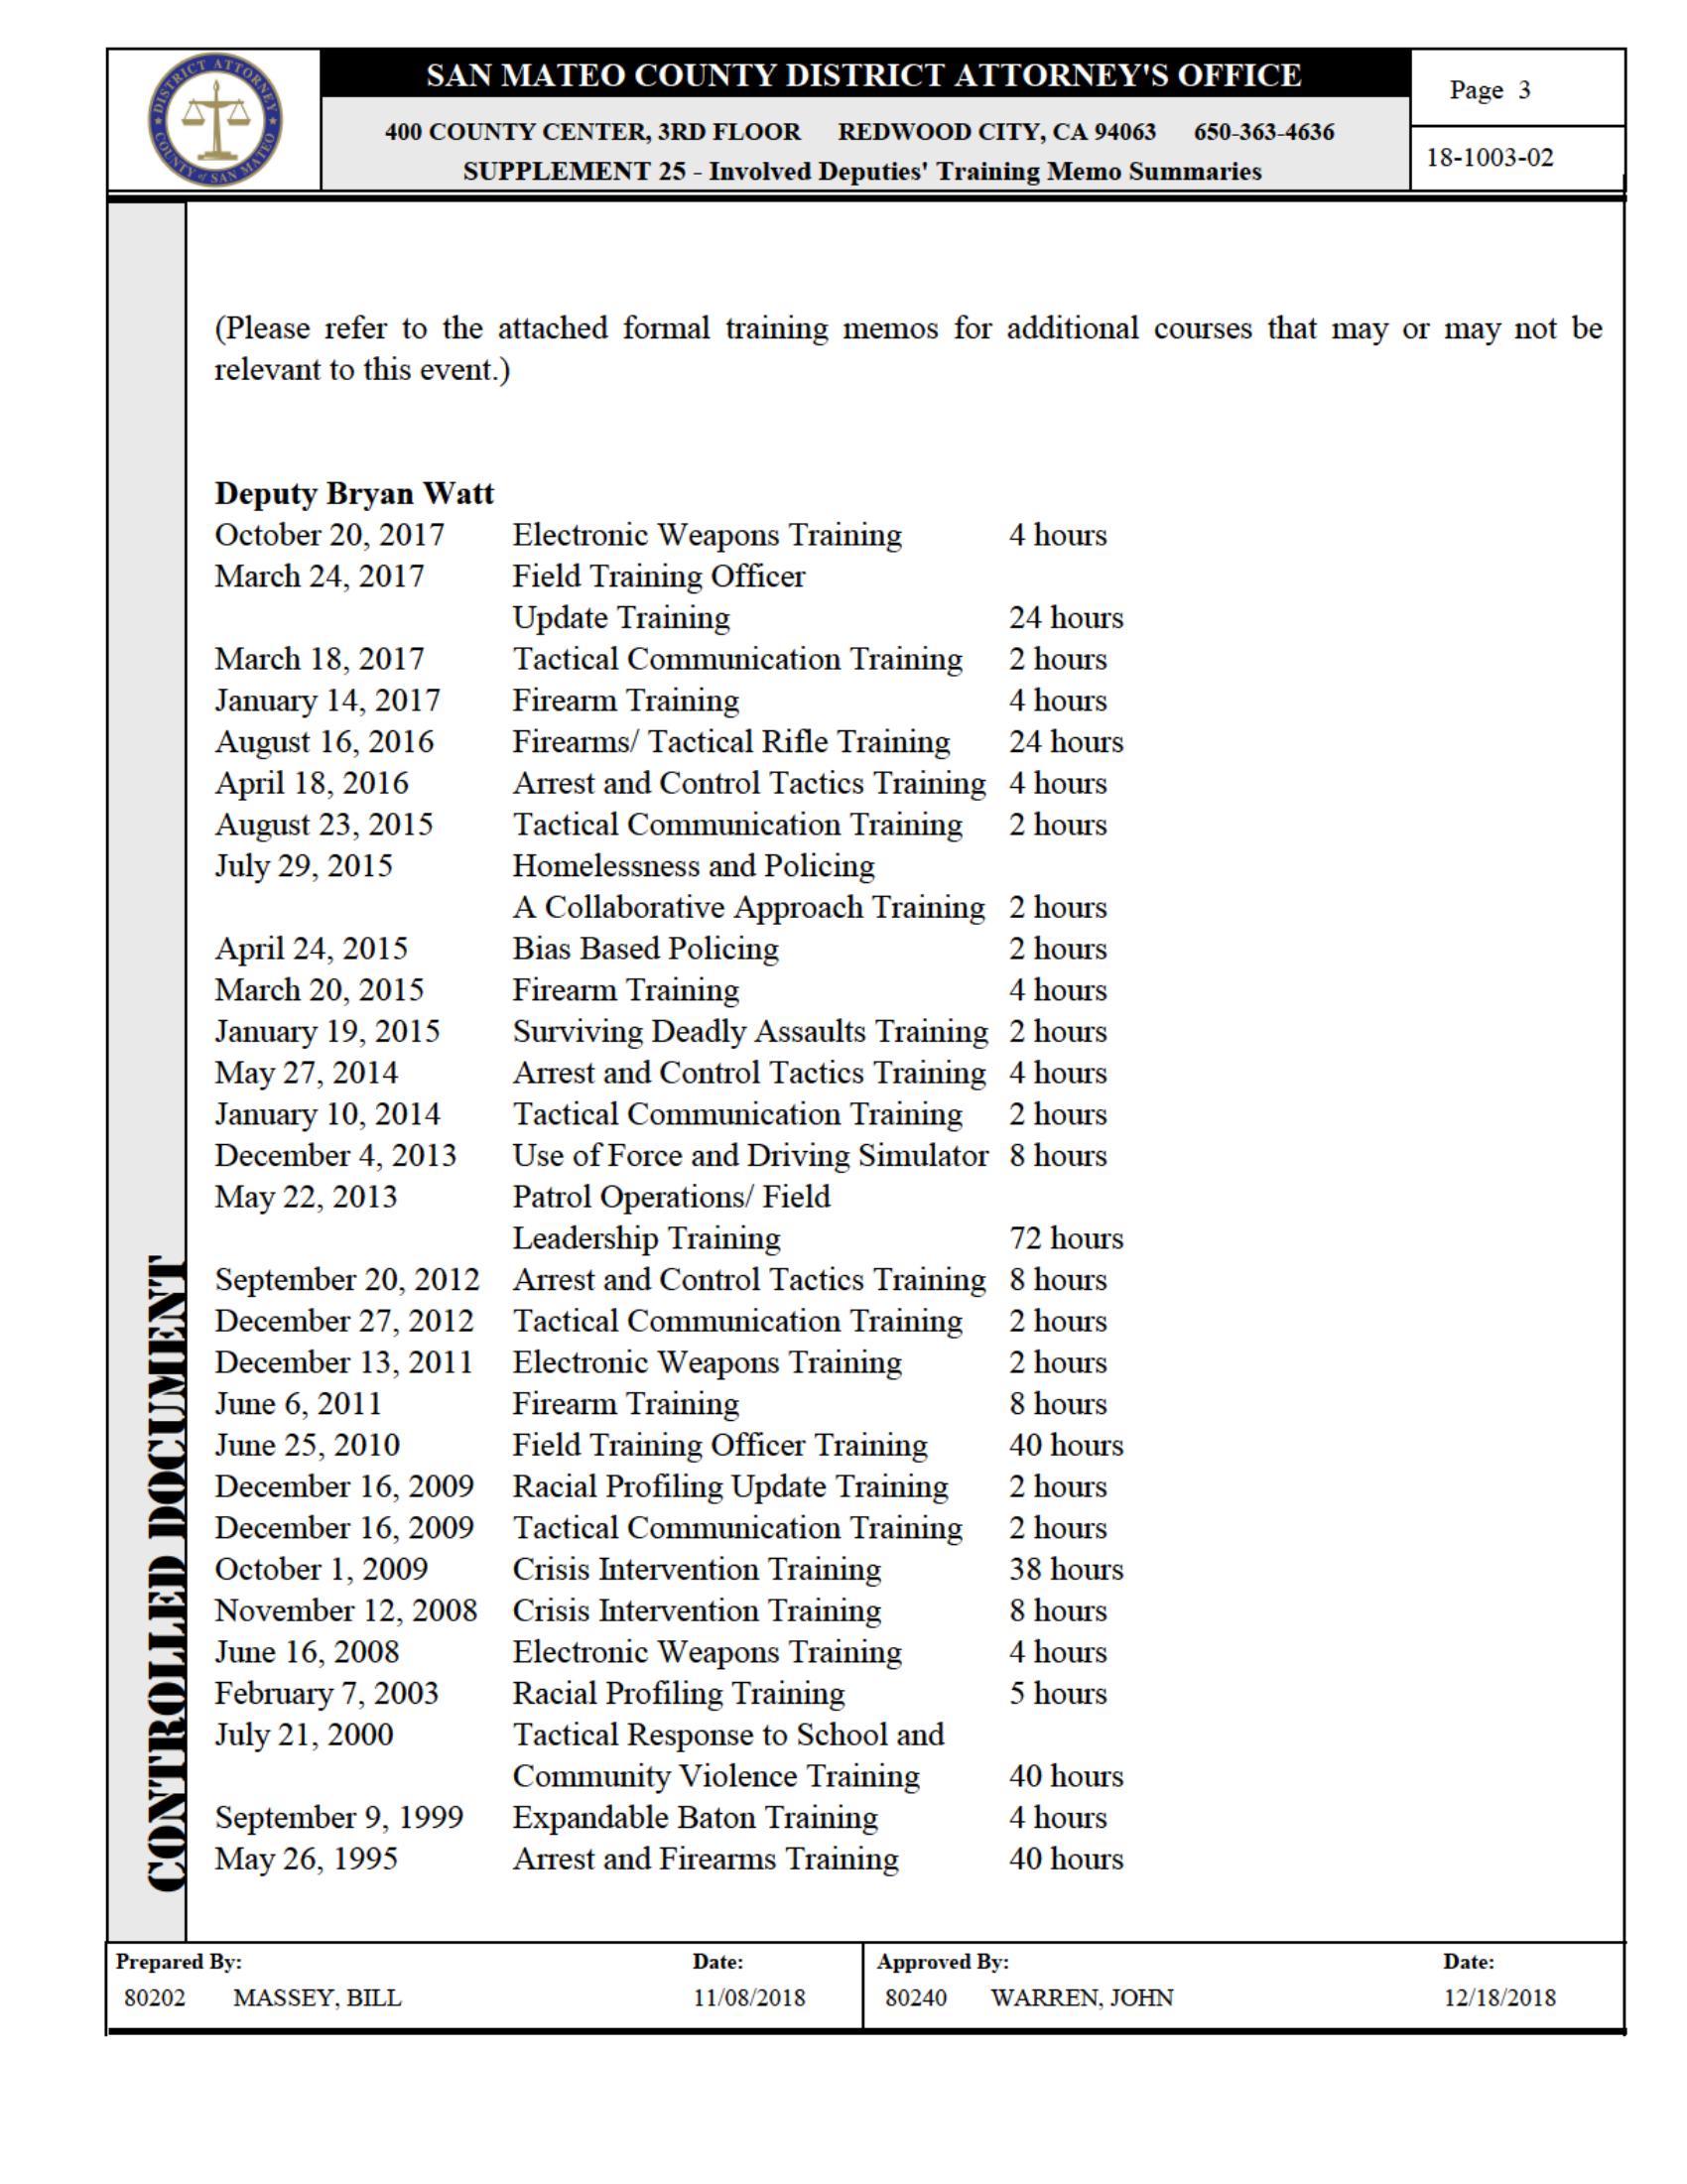 DISTRICT ATTORNEY
COUNTY of SAN MATEO
SAN MATEO COUNTY DISTRICT ATTORNEY'S OFFICE
400 COUNTY CENTER, 3RD FLOOR REDWOOD CITY, CA 94063 650-363-4636
SUPPLEMENT 25 - Involved Deputies' Training Memo Summaries
Page 3
18-1003-02
(Please refer to the attached formal training memos for additional courses that may or may not be
relevant to this event.)
Deputy Bryan Watt
October 20, 2017 Electronic Weapons Training 4 hours
March 24, 2017 Field Training Officer
Update Training 24 hours
March 18, 2017 Tactical Communication Training 2 hours
January 14, 2017 Firearm Training 4 hours
August 16, 2016 Firearms/ Tactical Rifle Training 24 hours
April 18, 2016 Arrest and Control Tactics Training 4 hours
August 23, 2015 Tactical Communication Training 2 hours
July 29, 2015 Homelessness and Policing
A Collaborative Approach Training 2 hours
April 24, 2015 Bias Based Policing 2 hours
March 20, 2015 Firearm Training 4 hours
January 19, 2015 Surviving Deadly Assaults Training 2 hours
May 27, 2014 Arrest and Control Tactics Training 4 hours
January 10, 2014 Tactical Communication Training 2 hours
December 4, 2013 Use of Force and Driving Simulator 8 hours
May 22, 2013 Patrol Operations/ Field
Leadership Training 72 hours
September 20, 2012 Arrest and Control Tactics Training 8 hours
December 27, 2012 Tactical Communication Training 2 hours
December 13, 2011 Electronic Weapons Training 2 hours
June 6, 2011 Firearm Training 8 hours
June 25, 2010 Field Training Officer Training 40 hours
December 16, 2009 Racial Profiling Update Training 2 hours
December 16, 2009 Tactical Communication Training 2 hours
October 1, 2009 Crisis Intervention Training 38 hours
November 12, 2008 Crisis Intervention Training 8 hours
June 16, 2008 Electronic Weapons Training 4 hours
February 7, 2003 Racial Profiling Training 5 hours
July 21, 2000 Tactical Response to School and
Community Violence Training 40 hours
September 9, 1999 Expandable Baton Training 4 hours
May 26, 1995 Arrest and Firearms Training 40 hours
CONTROLLED DOCUMENT
Prepared By: Date: Approved By: Date:
80202 MASSEY, BILL 11/08/2018 80240 WARREN, JOHN 12/18/2018